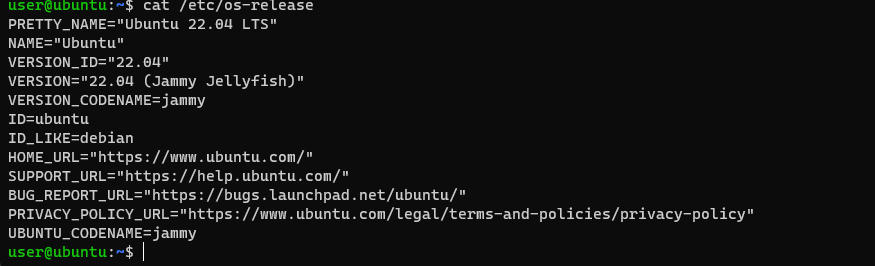 user@ubuntu:~$ cat /etc/os-release
PRETTY_NAME="Ubuntu 22.04 LTS"
NAME="Ubuntu"
VERSION_ID="22.04"
VERSION="22.04 (Jammy Jellyfish)"
VERSION_CODENAME=jammy
ID=ubuntu
ID_LIKE=debian
HOME_URL="https://www.ubuntu.com/"
SUPPORT_URL="https://help.ubuntu.com/"
BUG_REPORT_URL="https://bugs.launchpad.net/ubuntu/"
PRIVACY_POLICY_URL="https://www.ubuntu.com/legal/terms-and-policies/privacy-policy"
UBUNTU_CODENAME=jammy
user@ubuntu:~$